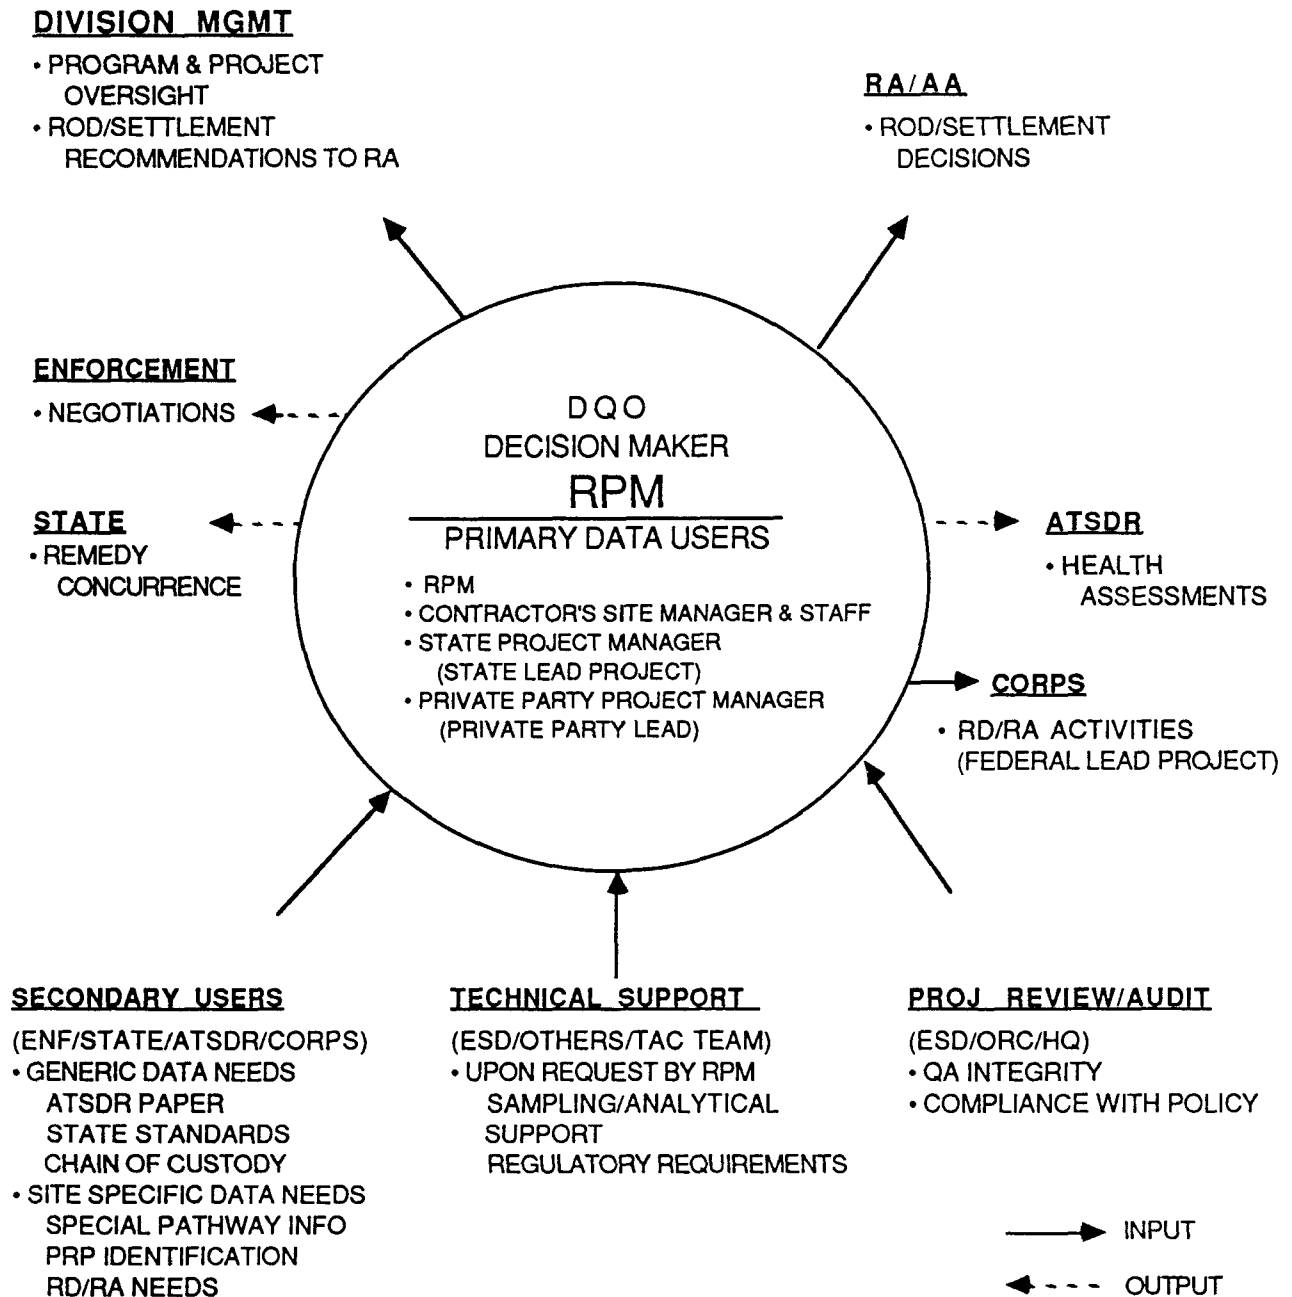 DIVISION MGMT
• PROGRAM & PROJECT
OVERSIGHT
• ROD/SETTLEMENT
RECOMMENDATIONS TO RA
RA/AA
• ROD/SETTLEMENT
DECISIONS
ENFORCEMENT
• NEGOTIATIONS
STATE
• REMEDY
CONCURRENCE
DQO
DECISION MAKER
RPM
PRIMARY DATA USERS
• RPM
• CONTRACTOR'S SITE MANAGER & STAFF
• STATE PROJECT MANAGER
(STATE LEAD PROJECT)
• PRIVATE PARTY PROJECT MANAGER
(PRIVATE PARTY LEAD)
ATSDR
• HEALTH
ASSESSMENTS
CORPS
• RD/RA ACTIVITIES
(FEDERAL LEAD PROJECT)
SECONDARY USERS
(ENF/STATE/ATSDR/CORPS)
• GENERIC DATA NEEDS
ATSDR PAPER
STATE STANDARDS
CHAIN OF CUSTODY
• SITE SPECIFIC DATA NEEDS
SPECIAL PATHWAY INFO
PRP IDENTIFICATION
RD/RA NEEDS
TECHNICAL SUPPORT
(ESD/OTHERS/TAC TEAM)
• UPON REQUEST BY RPM
SAMPLING/ANALYTICAL
SUPPORT
REGULATORY REQUIREMENTS
PROJ REVIEW/AUDIT
(ESD/ORC/HQ)
• QA INTEGRITY
• COMPLIANCE WITH POLICY
INPUT
OUTPUT